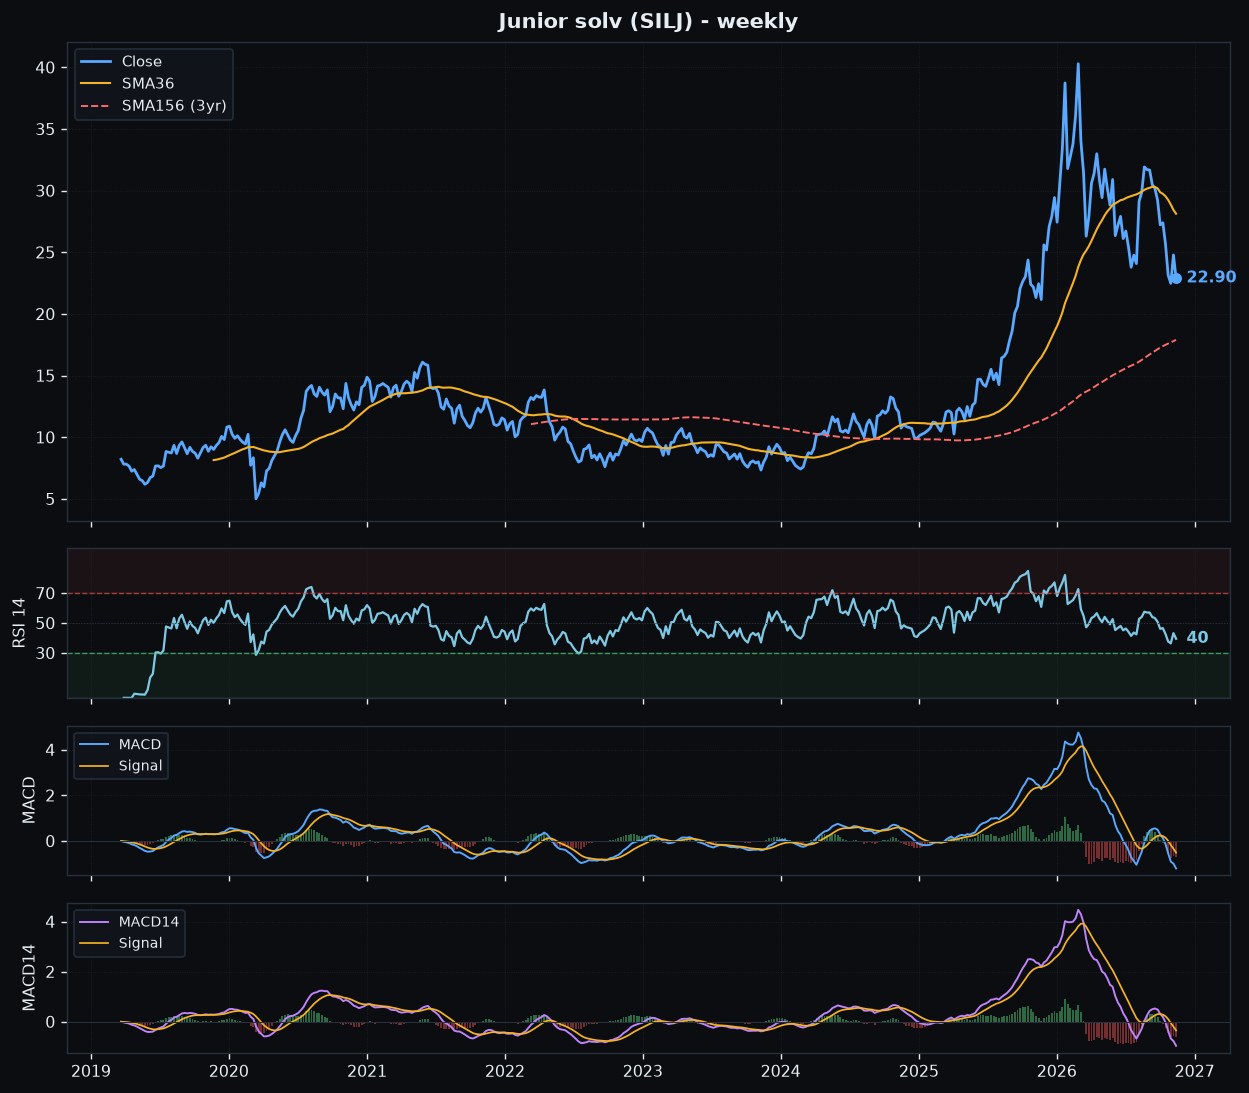 Junior solv (SILJ) - weekly
Close
SMA36
SMA156 (3yr)
40
35
30
25
20
15
10
5
22.90
RSI 14
70
50
30
40
MACD
MACD
Signal
4
2
0
MACD14
MACD14
Signal
4
2
0
2019 2020 2021 2022 2023 2024 2025 2026 2027